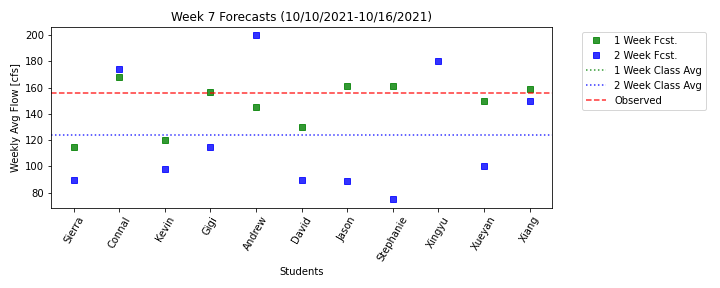 Week 7 Forecasts (10/10/2021-10/16/2021)
Weekly Avg Flow [cfs]
200
180
160
140
120
100
80
Sierra
Connal
Kevin
Gigi
Andrew
David
Jason
Stephanie
Xingyu
Xueyan
Xiang
Students
1 Week Fcst.
2 Week Fcst.
1 Week Class Avg
2 Week Class Avg
Observed